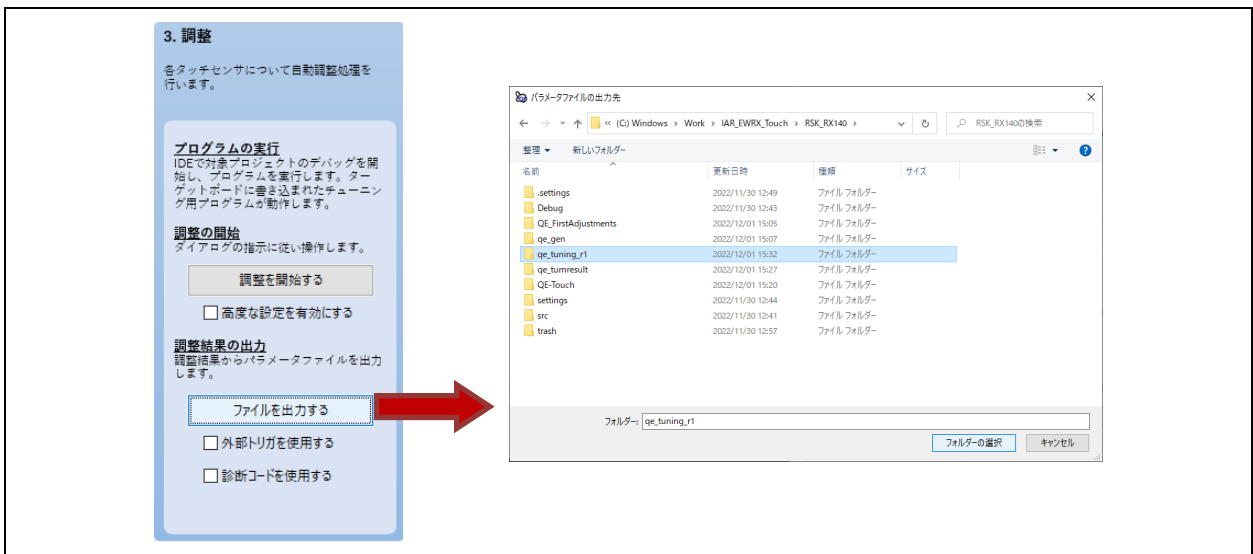 3. 調整
各タッチセンサについて自動調整処理を
行います。
プログラムの実行
IDEで対象プロジェクトのデバッグを開
始し、プログラムを実行します。ター
ゲットボードに書き込まれたチューニン
グ用プログラムが動作します。
調整の開始
ダイアログの指示に従い操作します。
調整を開始する
高度な設定を有効にする
調整結果の出力
調整結果からパラメータファイルを出力
します。
ファイルを出力する
外部トリガを使用する
診断コードを使用する
パラメータファイルの出力先
« (C:) Windows › Work › IAR_EWRX_Touch › RSK_RX140 ›
RSK_RX140の検索
整理 新しいフォルダー
名前 更新日時 種類 サイズ
.settings 2022/11/30 12:49 ファイル フォルダー
Debug 2022/11/30 12:43 ファイル フォルダー
QE_FirstAdjustments 2022/12/01 15:05 ファイル フォルダー
qe_gen 2022/12/01 15:07 ファイル フォルダー
qe_tuning_r1 2022/12/01 15:32 ファイル フォルダー
qe_turnresult 2022/12/01 15:27 ファイル フォルダー
QE-Touch 2022/12/01 15:20 ファイル フォルダー
settings 2022/11/30 12:44 ファイル フォルダー
src 2022/11/30 12:41 ファイル フォルダー
trash 2022/11/30 12:57 ファイル フォルダー
フォルダー: qe_tuning_r1
フォルダーの選択 キャンセル